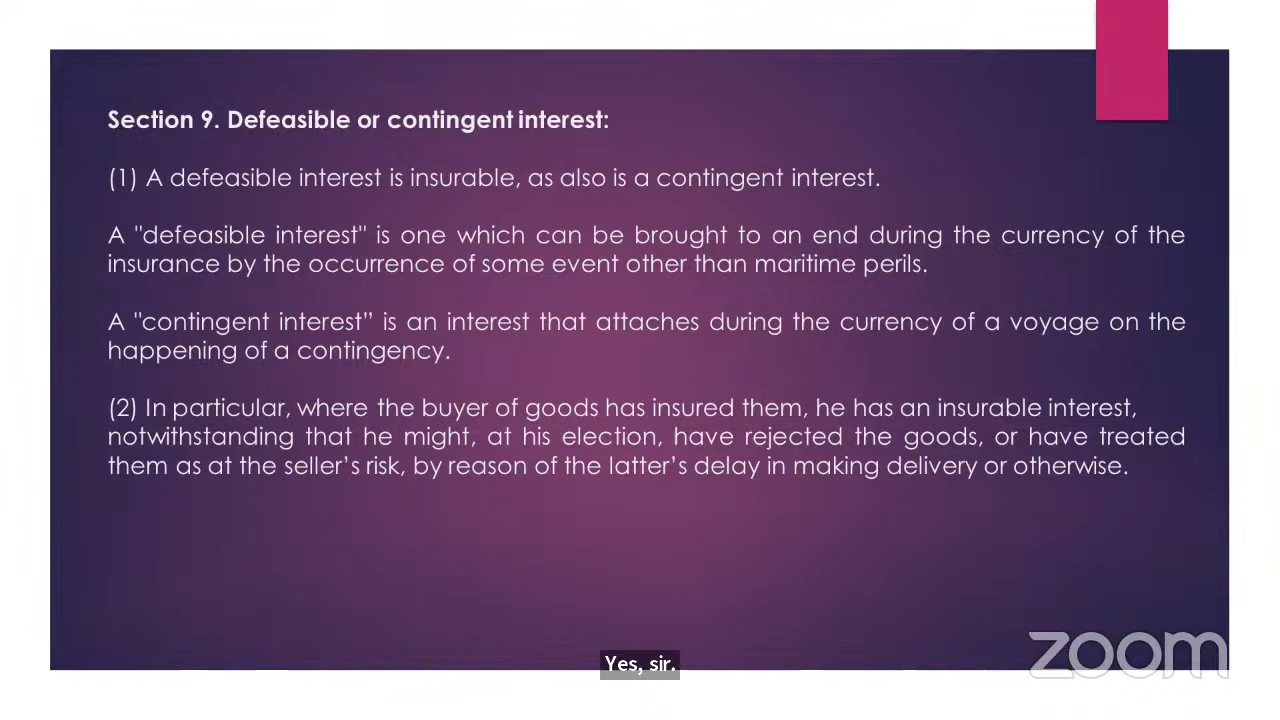 Section 9. Defeasible or contingent interest:
(1) A defeasible interest is insurable, as also is a contingent interest.
A "defeasible interest" is one which can be brought to an end during the currency of the
insurance by the occurrence of some event other than maritime perils.
A "contingent interest” is an interest that attaches during the currency of a voyage on the
happening of a contingency.
(2) In particular, where the buyer of goods has insured them, he has an insurable interest,
notwithstanding that he might, at his election, have rejected the goods, or have treated
them as at the seller’s risk, by reason of the latter’s delay in making delivery or otherwise.
zoom
Yes, sir.